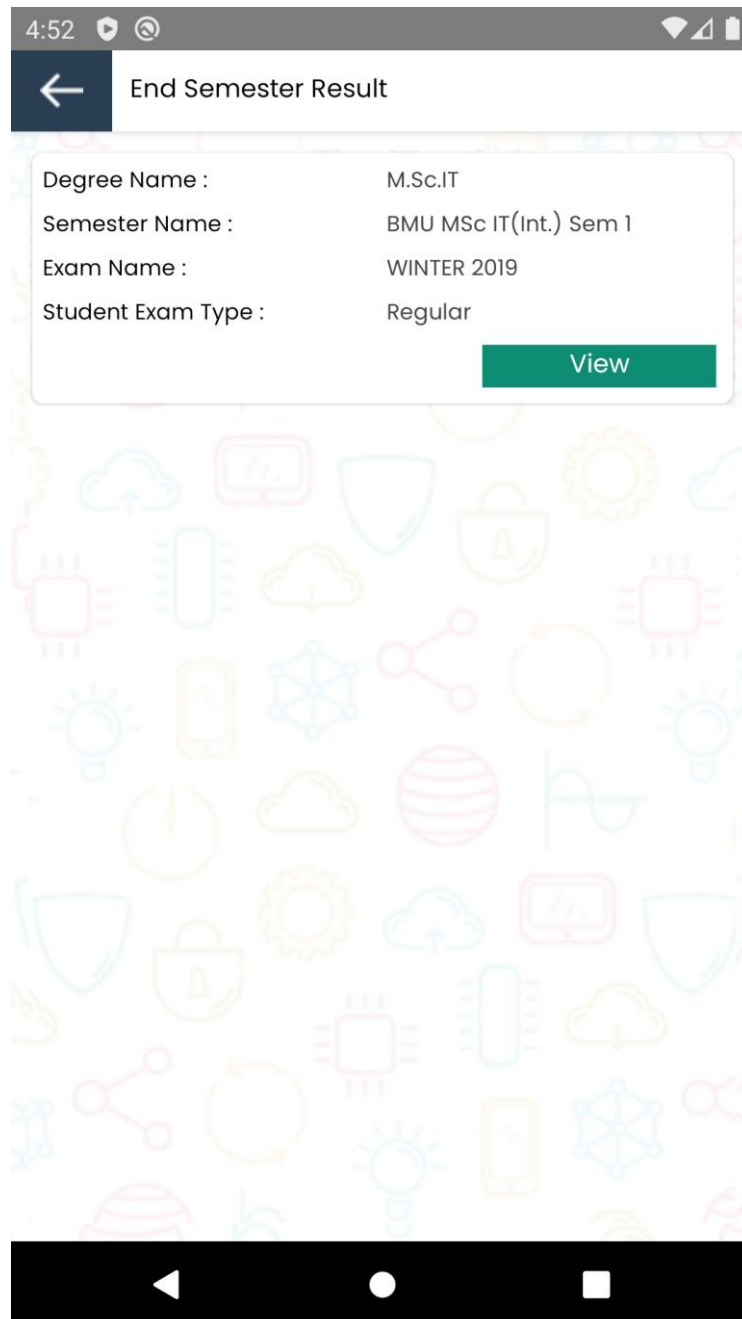 4:52
End Semester Result
Degree Name : M.Sc.IT
Semester Name : BMU MSc IT(Int.) Sem 1
Exam Name : WINTER 2019
Student Exam Type : Regular
View